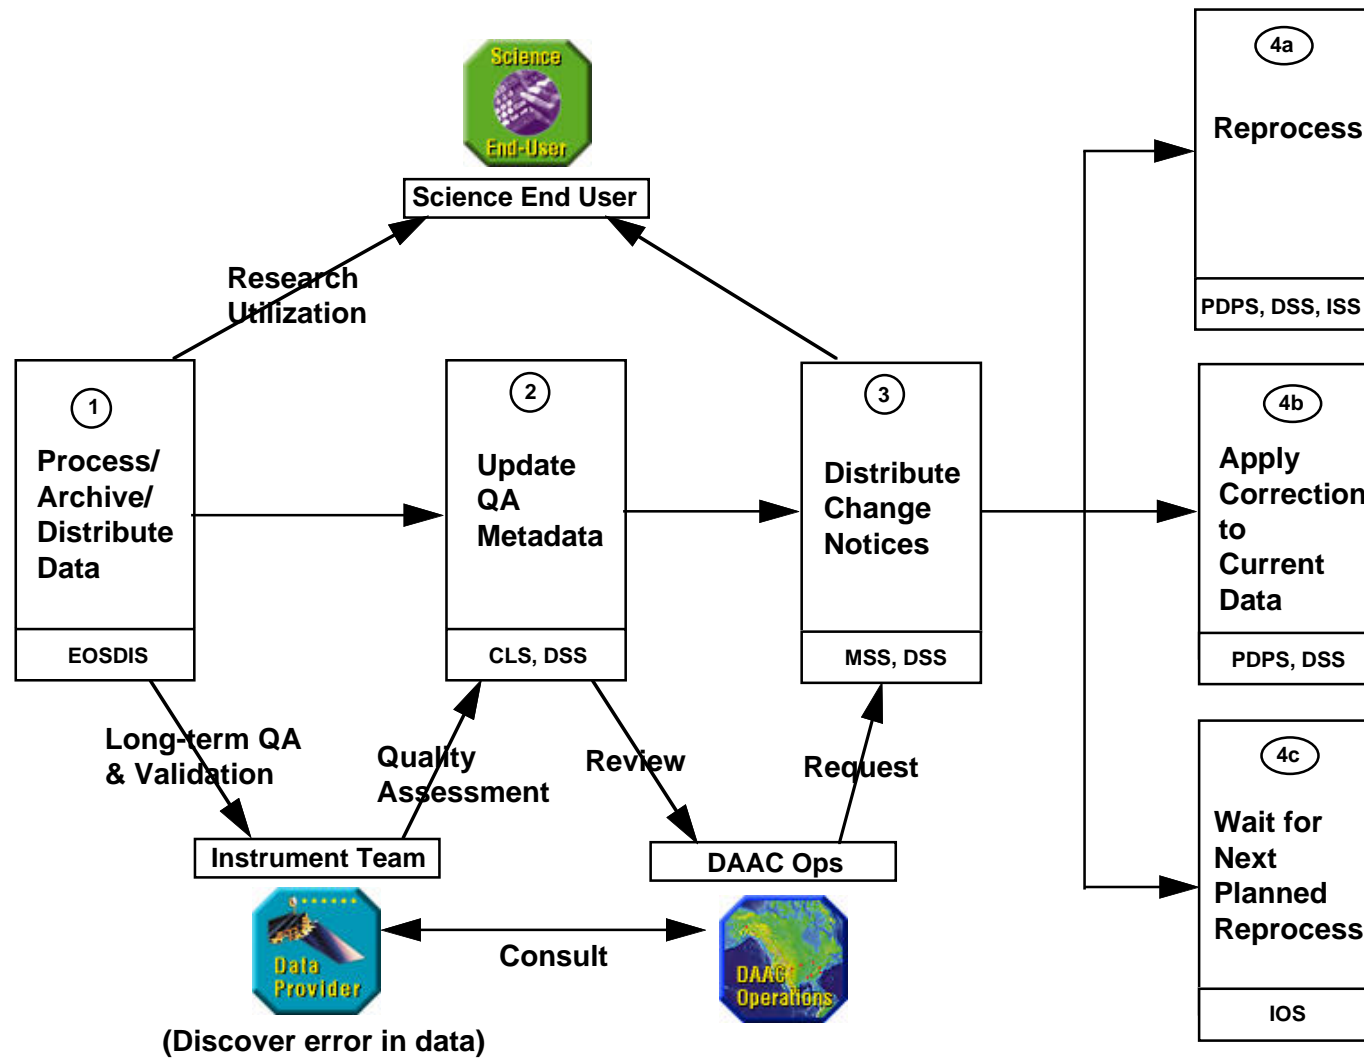 Science
End-User
Science End User
Research
Utilization
1
Process/
Archive/
Distribute
Data
EOSDIS
2
Update
QA
Metadata
CLS, DSS
3
Distribute
Change
Notices
MSS, DSS
4a
Reprocess
PDPS, DSS, ISS
4b
Apply
Correction
to
Current
Data
PDPS, DSS
4c
Wait for
Next
Planned
Reprocess
IOS
Long-term QA
& Validation
Quality
Assessment
Review
Request
Instrument Team
DAAC Ops
Data
Provider
Consult
DAAC
Operations
(Discover error in data)